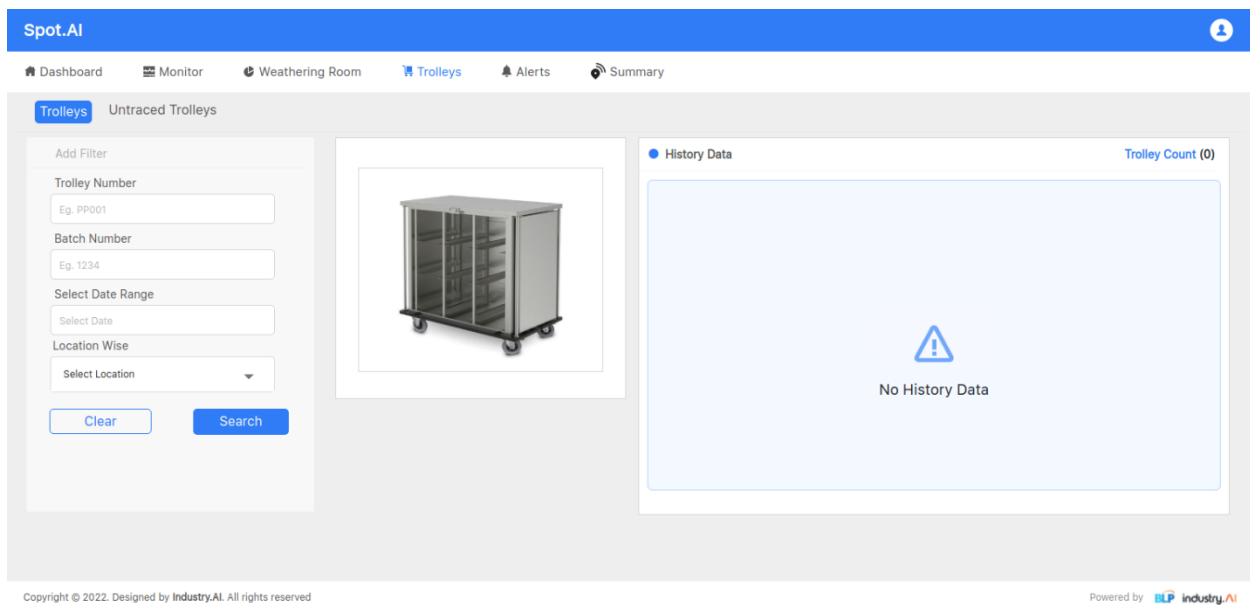 Spot.AI
Dashboard Monitor Weathering Room Trolleys Alerts Summary
Trolleys Untraced Trolleys
Add Filter
Trolley Number
Eg. PP001
Batch Number
Eg. 1234
Select Date Range
Select Date
Location Wise
Select Location
Clear Search
History Data Trolley Count (0)
No History Data
Copyright © 2022. Designed by Industry.AI. All rights reserved
Powered by BLP industry.AI